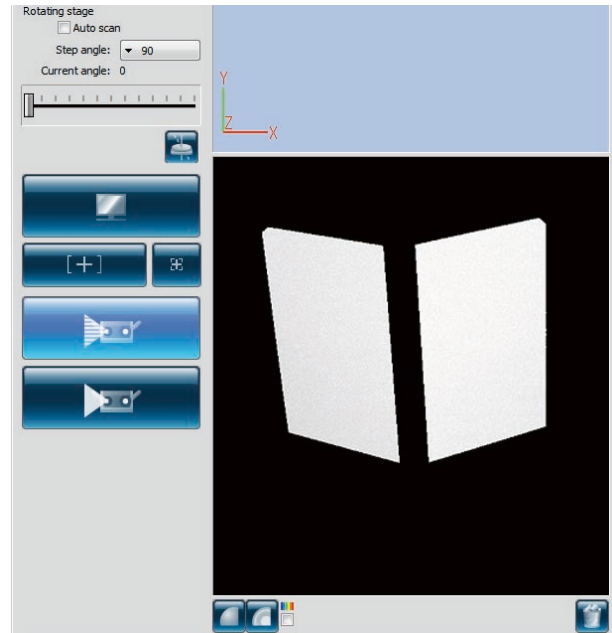 Rotating stage
Auto scan
Step angle: 90
Current angle: 0
Y
Z
X
[+]